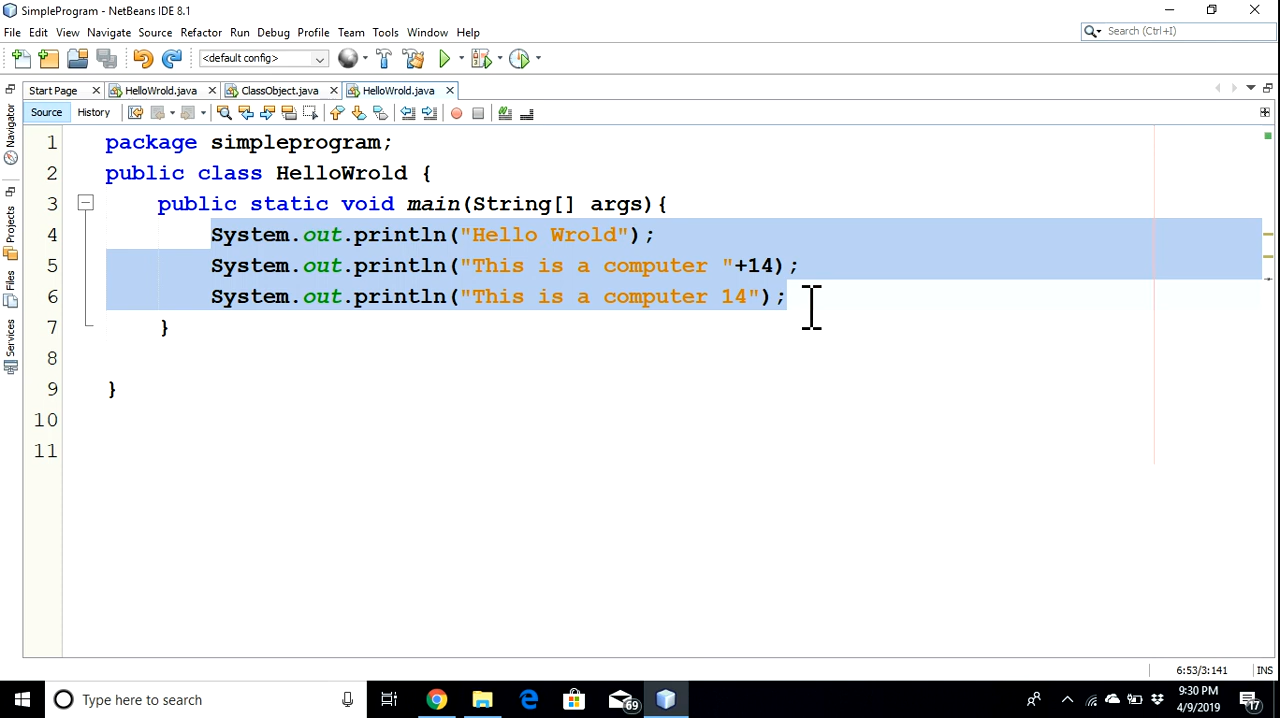 SimpleProgram - NetBeans IDE 8.1
File Edit View Navigate Source Refactor Run Debug Profile Team Tools Window Help
Search (Ctrl+I)
<default config>
Start Page HelloWrold.java ClassObject.java HelloWrold.java
Source History
Navigator
Projects
Files
Services
1 package simpleprogram;
2 public class HelloWrold {
3 public static void main(String[] args){
4 System.out.println("Hello Wrold");
5 System.out.println("This is a computer "+14);
6 System.out.println("This is a computer 14");
7 }
8
9 }
10
11
6:53/3:141 INS
Type here to search
69
9:30 PM
4/9/2019
17